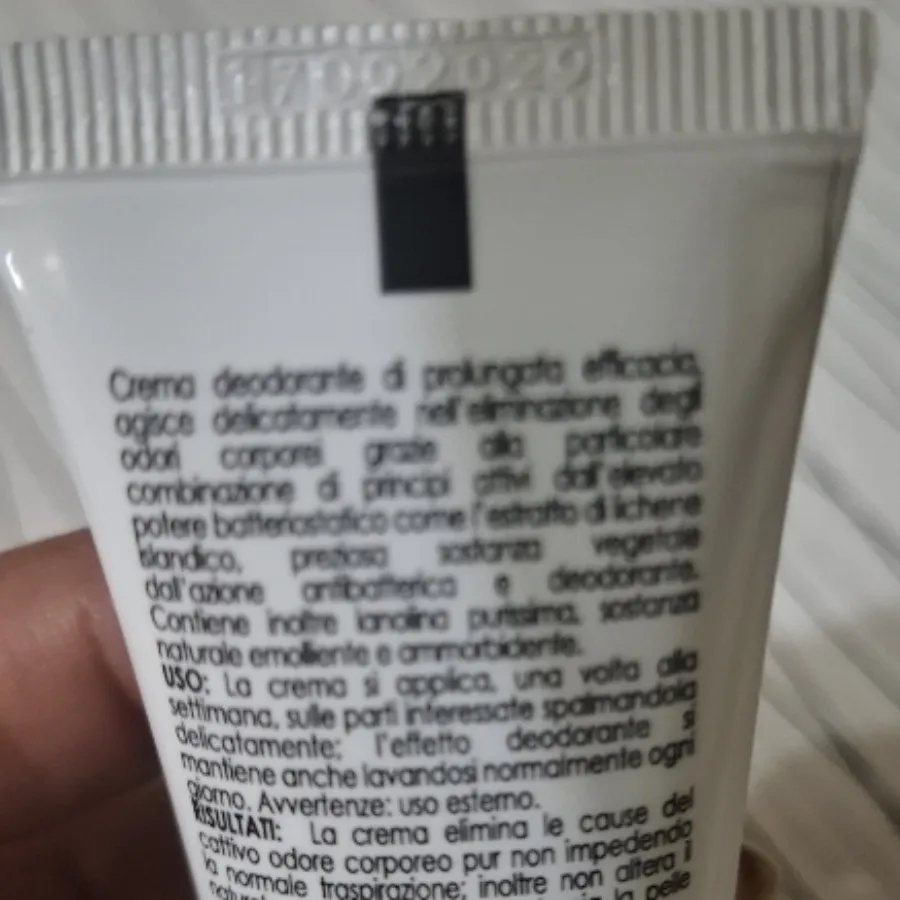 17092029
Crema deodorante di prolungata efficacia,
agisce delicatamente nell'eliminazione degli
odori corporei grazie alla particolare
combinazione di principi attivi dall'elevato
potere batteriostatico come l'estratto di lichene
islandico, preziosa sostanza vegetale
dall'azione antibatterica e deodorante.
Contiene inoltre lanolina purissima, sostanza
naturale emolliente e ammorbidente.
USO: La crema si applica, una volta alla
settimana, sulle parti interessate spalmandola
delicatamente; l'effetto deodorante si
mantiene anche lavandosi normalmente ogni
giorno. Avvertenze: uso esterno.
RISULTATI: La crema elimina le cause del
cattivo odore corporeo pur non impedendo
la normale traspirazione; inoltre non altera il
la pelle